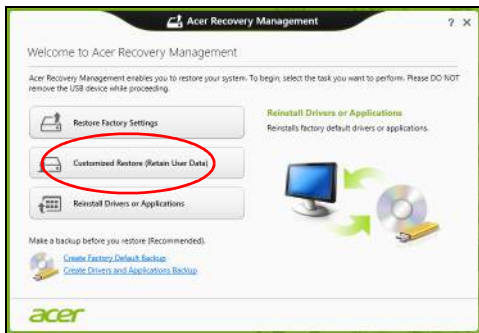 Acer Recovery Management
? ×
Welcome to Acer Recovery Management
Acer Recovery Management enables you to restore your system. To begin, select the task you want to perform. Please DO NOT
remove the USB device while proceeding.
Restore Factory Settings
Customized Restore (Retain User Data)
Reinstall Drivers or Applications
Reinstall Drivers or Applications
Reinstalls factory default drivers or applications.
Make a backup before you restore (Recommended).
Create Factory Default Backup
Create Drivers and Applications Backup
acer